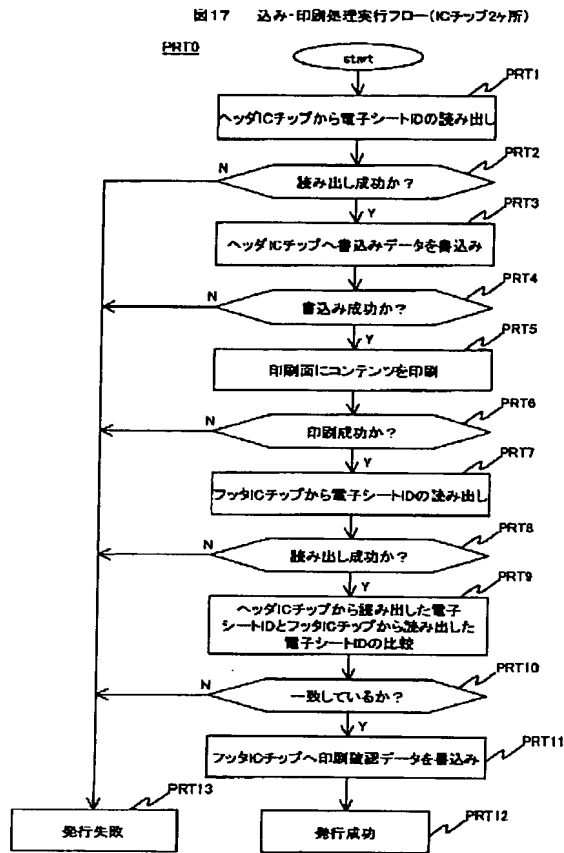 図17 込み・印刷処理実行フロー(ICチップ2ヶ所)
PRT0
start
PRT1
ヘッダICチップから電子シートIDの読み出し
PRT2
N
読み出し成功か?
Y
PRT3
ヘッダICチップへ書込みデータを書込み
PRT4
N
書込み成功か?
Y
PRT5
印刷面にコンテンツを印刷
PRT6
N
印刷成功か?
Y
PRT7
フッタICチップから電子シートIDの読み出し
PRT8
N
読み出し成功か?
Y
PRT9
ヘッダICチップから読み出した電子
シートIDとフッタICチップから読み出した
電子シートIDの比較
PRT10
N
一致しているか?
Y
PRT11
フッタICチップへ印刷確認データを書込み
PRT13
発行失敗
PRT12
発行成功